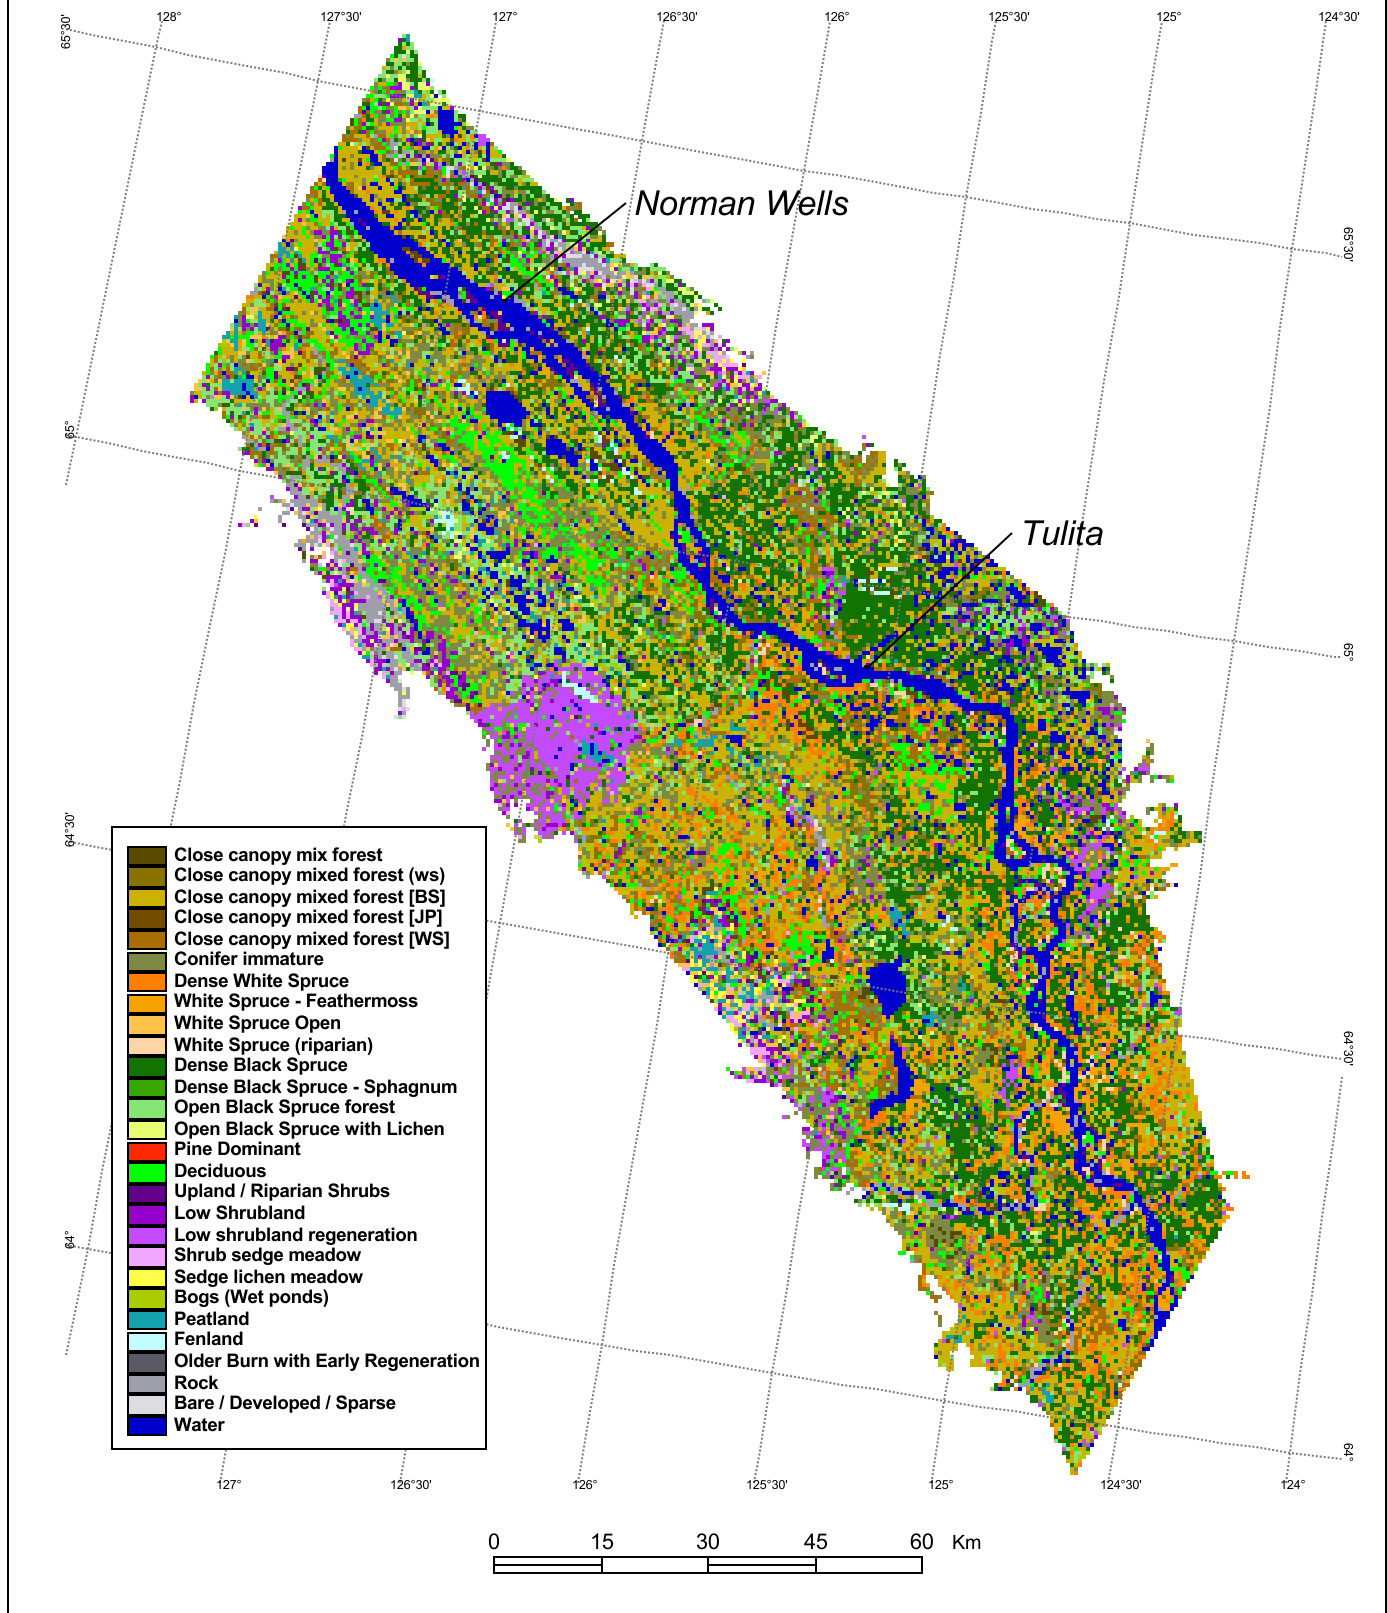 128° 127°30' 127° 126°30' 126° 125°30' 125° 124°30'
65°30'
Norman Wells
65°30'
65°
Tulita
65°
64°30'
Close canopy mix forest
Close canopy mixed forest (ws)
Close canopy mixed forest [BS]
Close canopy mixed forest [JP]
Close canopy mixed forest [WS]
Conifer immature
Dense White Spruce
White Spruce - Feathermoss
White Spruce Open
White Spruce (riparian)
Dense Black Spruce
Dense Black Spruce - Sphagnum
Open Black Spruce forest
Open Black Spruce with Lichen
Pine Dominant
Deciduous
Upland / Riparian Shrubs
Low Shrubland
Low shrubland regeneration
Shrub sedge meadow
Sedge lichen meadow
Bogs (Wet ponds)
Peatland
Fenland
Older Burn with Early Regeneration
Rock
Bare / Developed / Sparse
Water
64°30'
64°
64°
127° 126°30' 126° 125°30' 125° 124°30' 124°
0 15 30 45 60 Km